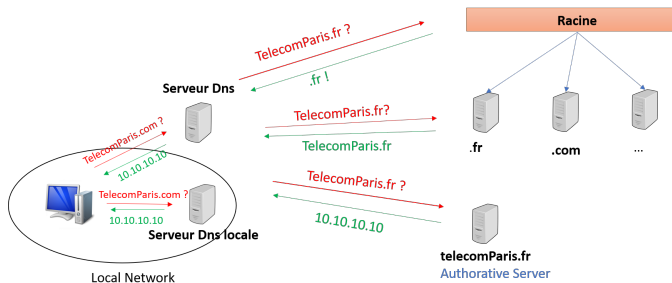 Racine
TelecomParis.fr ?
.fr !
Serveur Dns
TelecomParis.com ?
10.10.10.10
TelecomParis.fr?
TelecomParis.fr
.fr
.com
...
TelecomParis.com ?
10.10.10.10
TelecomParis.fr ?
10.10.10.10
Serveur Dns locale
telecomParis.fr
Authorative Server
Local Network